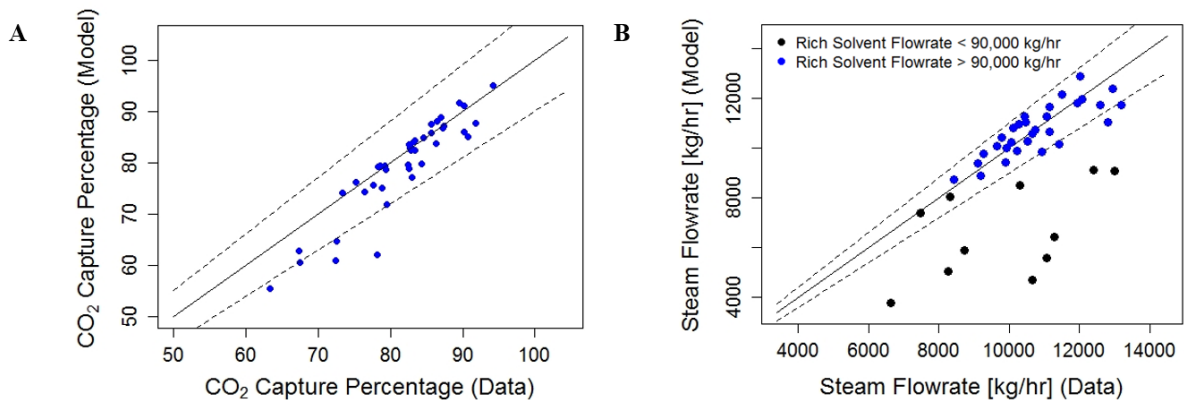 A
CO₂ Capture Percentage (Model)
100
90
80
70
60
50
50 60 70 80 90 100
CO₂ Capture Percentage (Data)
B
Steam Flowrate [kg/hr] (Model)
Rich Solvent Flowrate < 90,000 kg/hr
Rich Solvent Flowrate > 90,000 kg/hr
12000
8000
4000
4000 6000 8000 10000 12000 14000
Steam Flowrate [kg/hr] (Data)